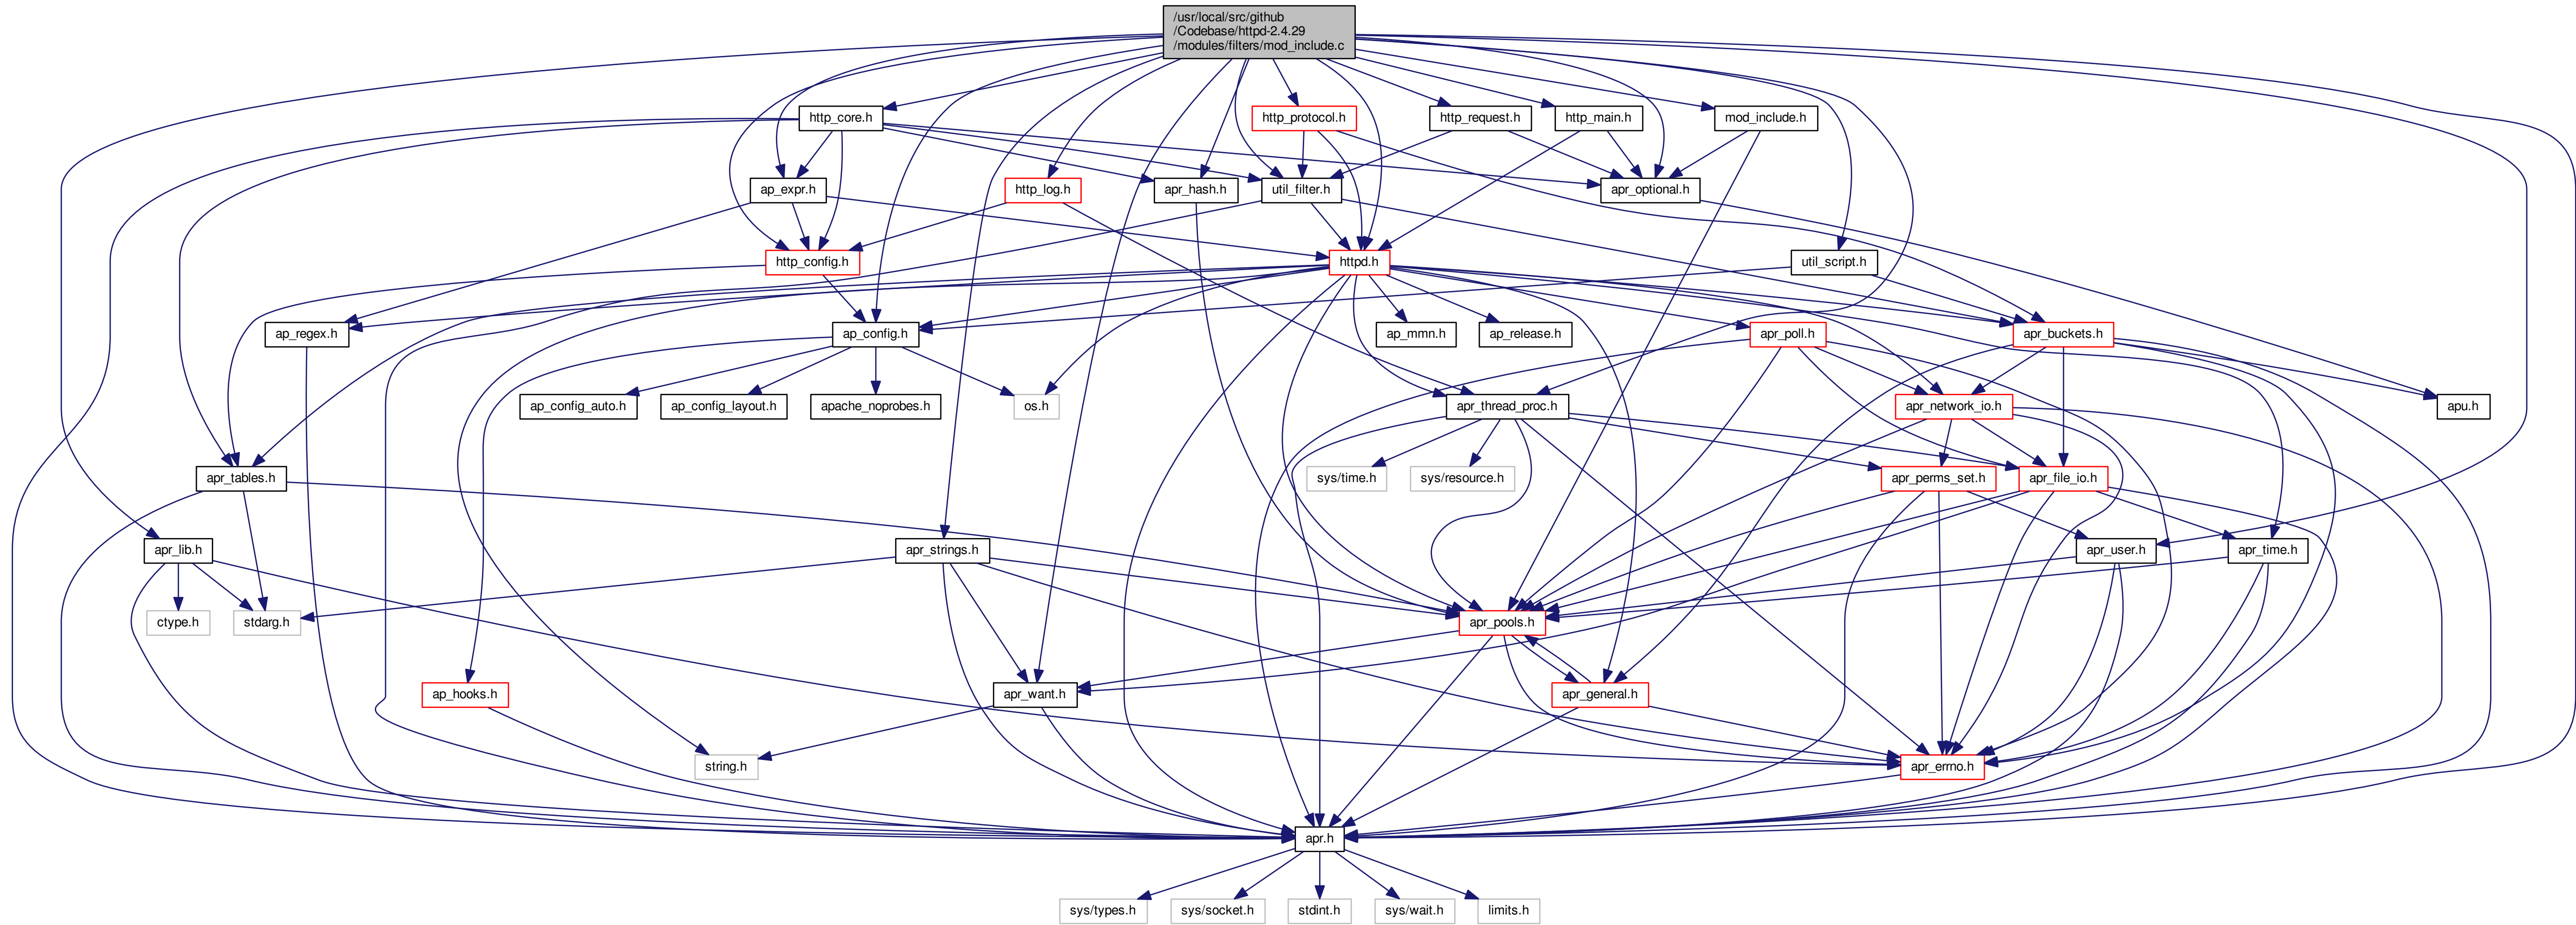 /usr/local/src/github
/Codebase/httpd-2.4.29
/modules/filters/mod_include.c
http_core.h
http_protocol.h
http_request.h
http_main.h
mod_include.h
ap_expr.h
http_log.h
apr_hash.h
util_filter.h
apr_optional.h
http_config.h
httpd.h
util_script.h
ap_regex.h
ap_config.h
ap_mmn.h
ap_release.h
apr_poll.h
apr_buckets.h
ap_config_auto.h
ap_config_layout.h
apache_noprobes.h
os.h
apr_thread_proc.h
apr_network_io.h
apu.h
apr_tables.h
sys/time.h
sys/resource.h
apr_perms_set.h
apr_file_io.h
apr_lib.h
apr_strings.h
apr_user.h
apr_time.h
ctype.h
stdarg.h
apr_pools.h
ap_hooks.h
apr_want.h
apr_general.h
string.h
apr_errno.h
apr.h
sys/types.h
sys/socket.h
stdint.h
sys/wait.h
limits.h